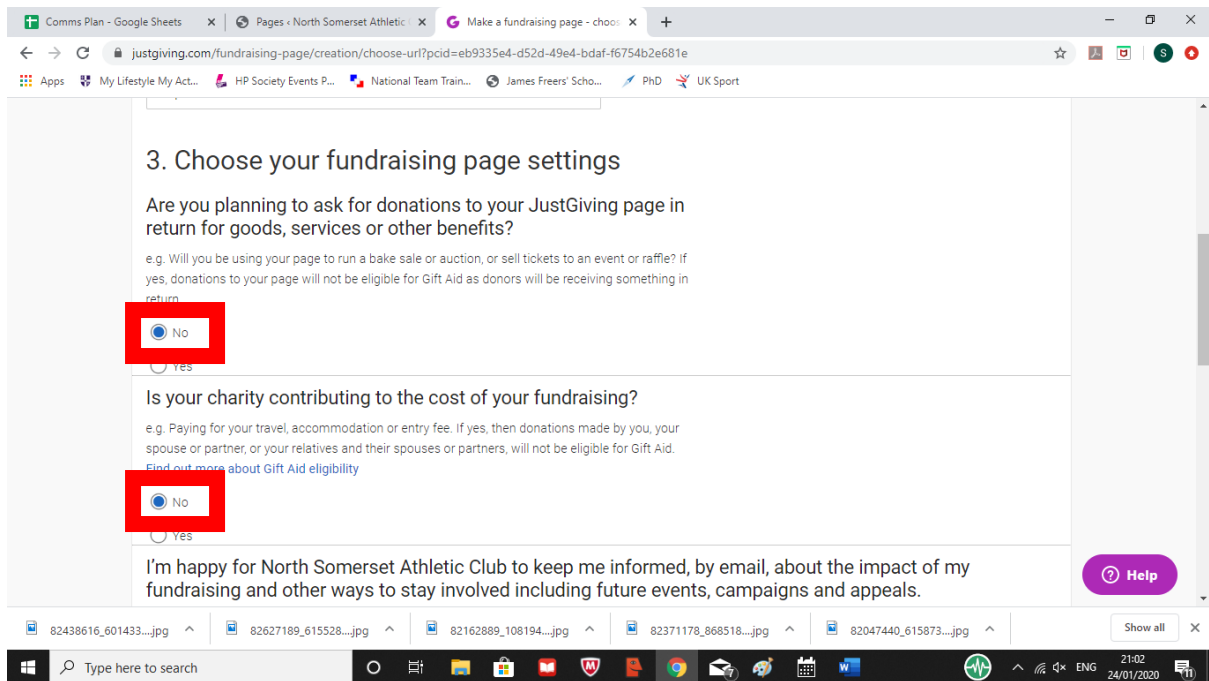 Comms Plan - Google Sheets
Pages ‹ North Somerset Athletic
Make a fundraising page - choos
justgiving.com/fundraising-page/creation/choose-url?pcid=eb9335e4-d52d-49e4-bdaf-f6754b2e681e
S
Apps
My Lifestyle My Act...
HP Society Events P...
National Team Train...
James Freers' Scho...
PhD
UK Sport
3. Choose your fundraising page settings
Are you planning to ask for donations to your JustGiving page in
return for goods, services or other benefits?
e.g. Will you be using your page to run a bake sale or auction, or sell tickets to an event or raffle? If
yes, donations to your page will not be eligible for Gift Aid as donors will be receiving something in
return
No
Yes
Is your charity contributing to the cost of your fundraising?
e.g. Paying for your travel, accommodation or entry fee. If yes, then donations made by you, your
spouse or partner, or your relatives and their spouses or partners, will not be eligible for Gift Aid.
Find out more about Gift Aid eligibility
No
Yes
I'm happy for North Somerset Athletic Club to keep me informed, by email, about the impact of my
fundraising and other ways to stay involved including future events, campaigns and appeals.
Help
82438616_601433....jpg
82627189_615528....jpg
82162889_108194....jpg
82371178_868518....jpg
82047440_615873....jpg
Show all
Type here to search
7
ENG
21:02
24/01/2020
11